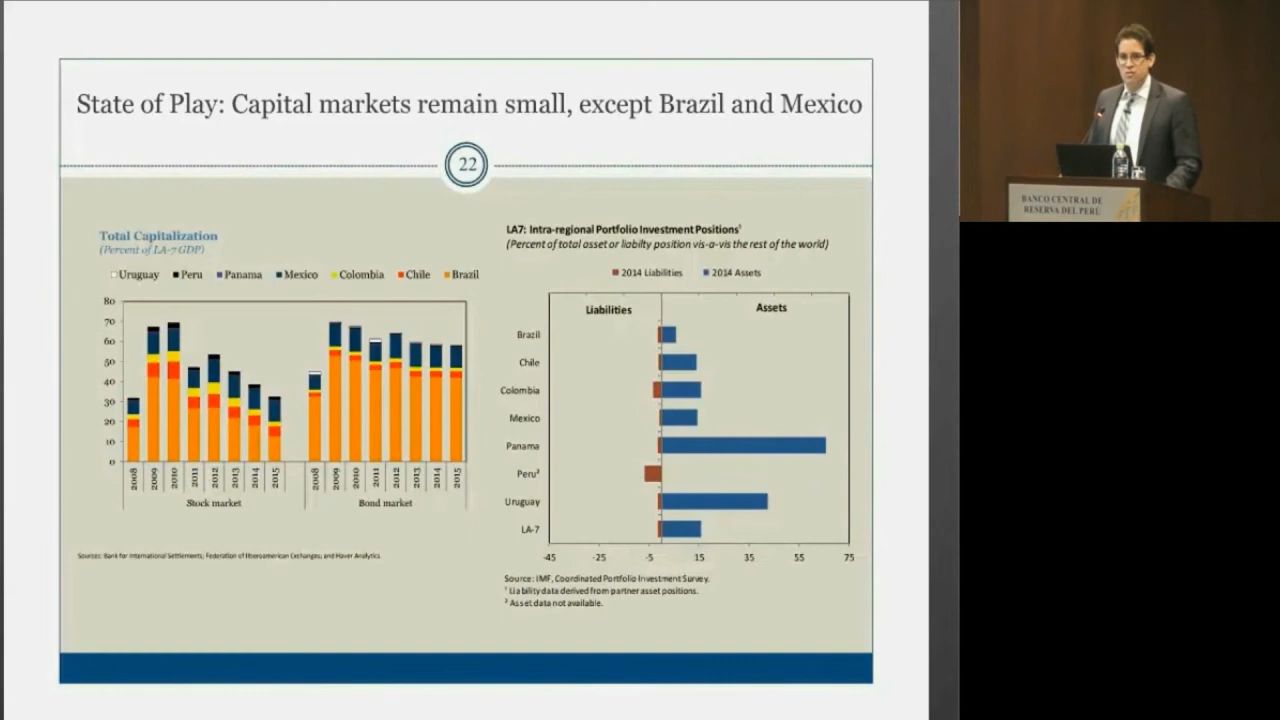 State of Play: Capital markets remain small, except Brazil and Mexico
22
Total Capitalization
(Percent of LA-7 GDP)
Uruguay Peru Panama Mexico Colombia Chile Brazil
80
70
60
50
40
30
20
10
0
2008 2009 2010 2011 2012 2013 2014 2015 2008 2009 2010 2011 2012 2013 2014 2015
Stock market Bond market
Sources: Bank for International Settlements; Federation of Iberoamerican Exchanges; and Haver Analytics.
LA7: Intra-regional Portfolio Investment Positions¹
(Percent of total asset or liabilty position vis-a-vis the rest of the world)
2014 Liabilities 2014 Assets
Liabilities Assets
Brazil
Chile
Colombia
Mexico
Panama
Peru²
Uruguay
LA-7
-45 -25 -5 15 35 55 75
Source: IMF, Coordinated Portfolio Investment Survey.
¹ Liability data derived from partner asset positions.
² Asset data not available.
BANCO CENTRAL DE
RESERVA DEL PERÚ